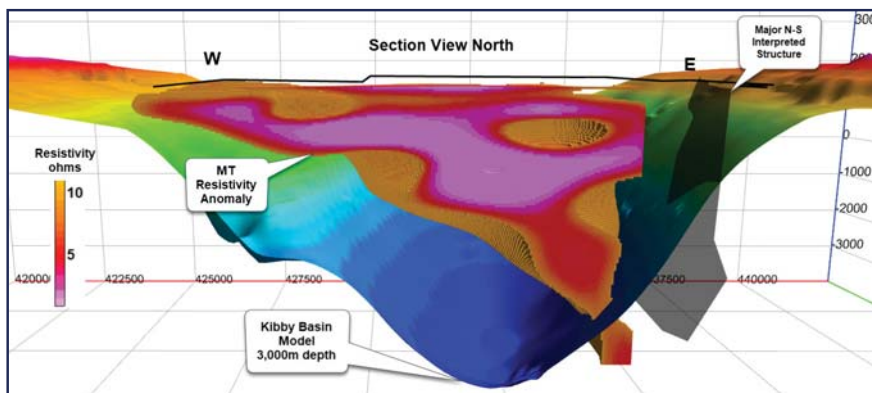 Section View North
W
E
Major N-S
Interpreted
Structure
Resistivity
ohms
10
5
MT
Resistivity
Anomaly
Kibby Basin
Model
3,000m depth
0
-1000
-2000
-3000
420000
422500
425000
427500
440000